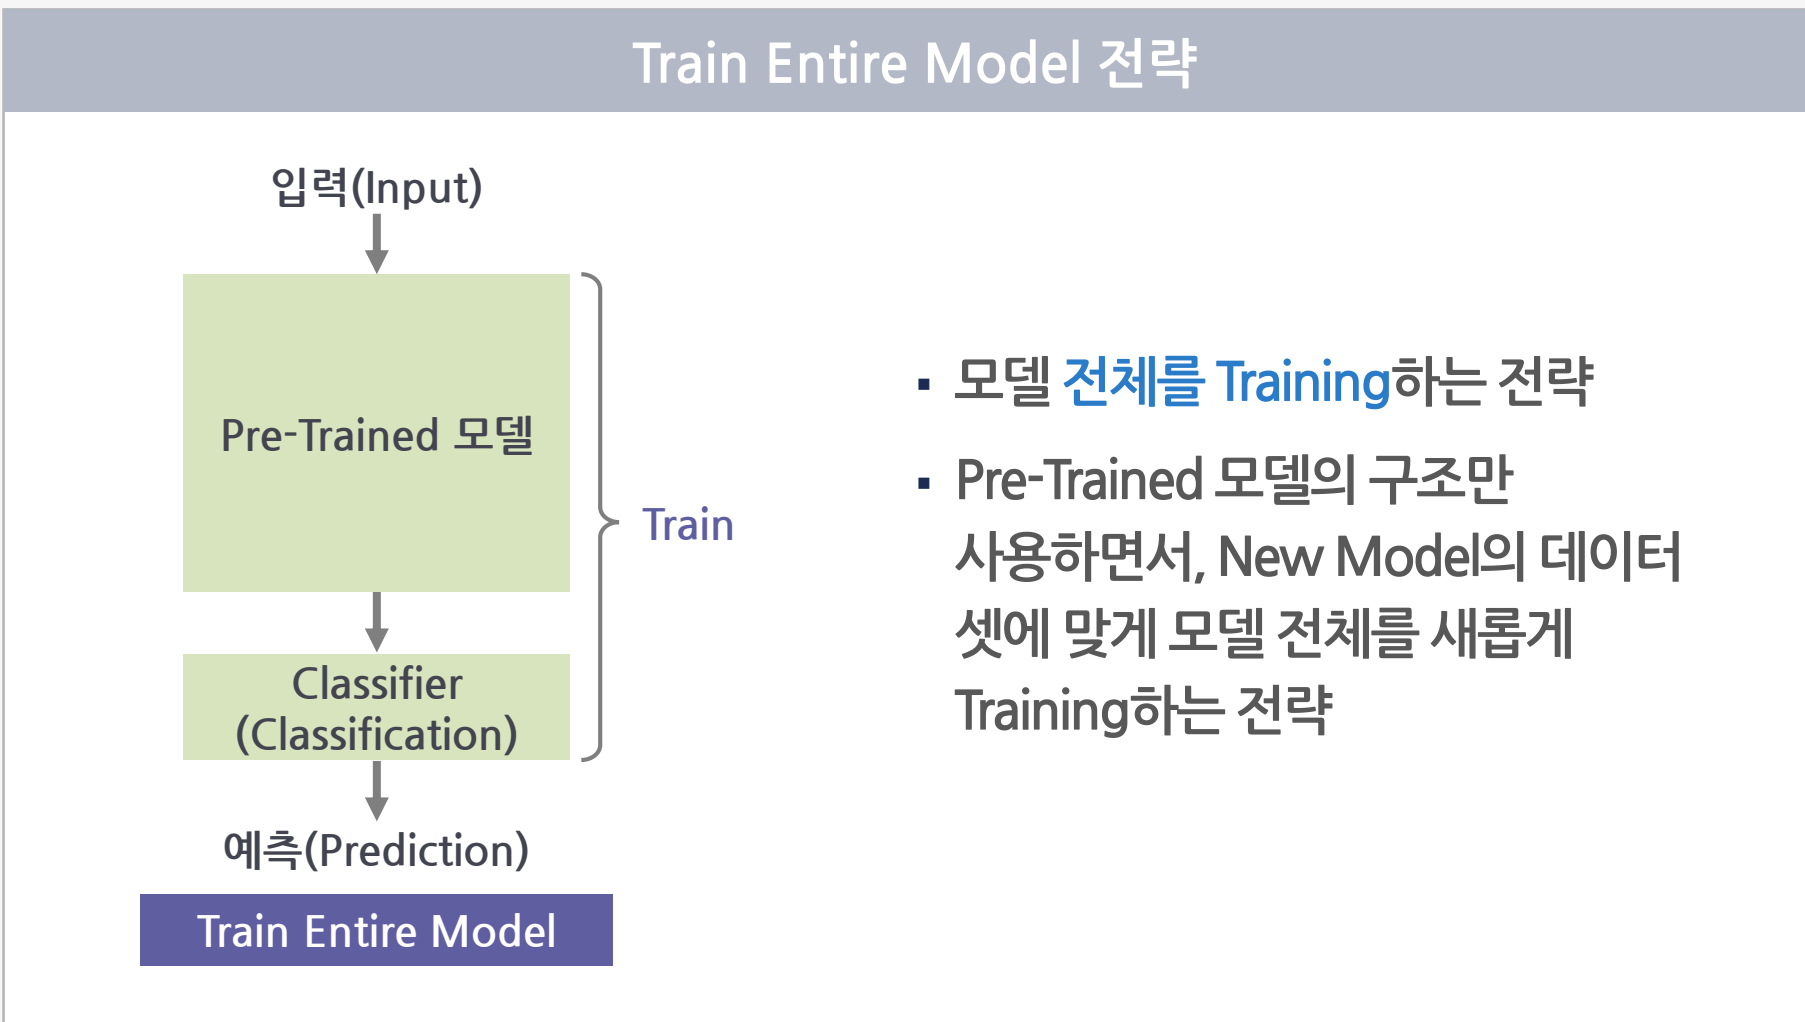 Train Entire Model 전략
입력(Input)
Pre-Trained 모델
Train
Classifier
(Classification)
예측(Prediction)
Train Entire Model
▪ 모델 전체를 Training하는 전략
▪ Pre-Trained 모델의 구조만
사용하면서, New Model의 데이터
셋에 맞게 모델 전체를 새롭게
Training하는 전략